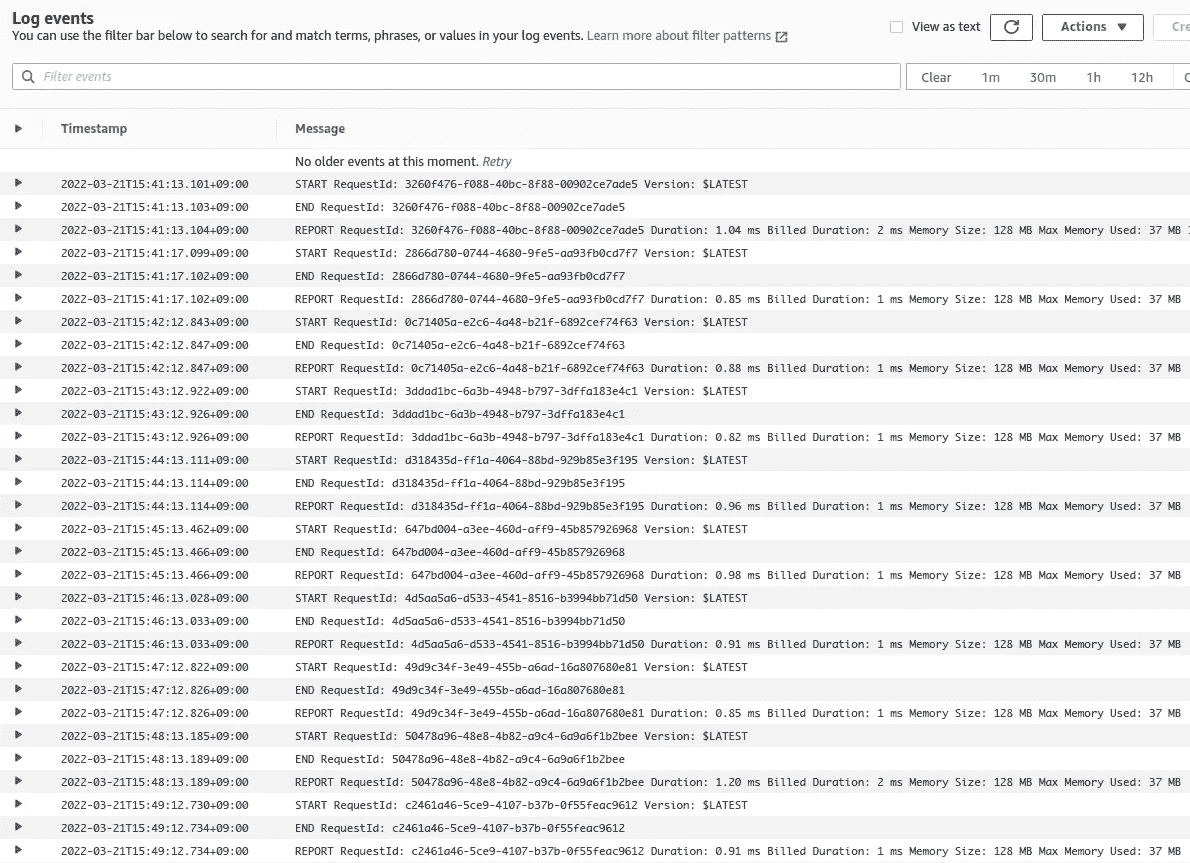 Log events
You can use the filter bar below to search for and match terms, phrases, or values in your log events. Learn more about filter patterns
View as text
Actions
Cre
Filter events
Clear 1m 30m 1h 12h
Timestamp Message
No older events at this moment. Retry
2022-03-21T15:41:13.101+09:00 START RequestId: 3260f476-f088-40bc-8f88-00902ce7ade5 Version: $LATEST
2022-03-21T15:41:13.103+09:00 END RequestId: 3260f476-f088-40bc-8f88-00902ce7ade5
2022-03-21T15:41:13.104+09:00 REPORT RequestId: 3260f476-f088-40bc-8f88-00902ce7ade5 Duration: 1.04 ms Billed Duration: 2 ms Memory Size: 128 MB Max Memory Used: 37 MB
2022-03-21T15:41:17.099+09:00 START RequestId: 2866d780-0744-4680-9fe5-aa93fb0cd7f7 Version: $LATEST
2022-03-21T15:41:17.102+09:00 END RequestId: 2866d780-0744-4680-9fe5-aa93fb0cd7f7
2022-03-21T15:41:17.102+09:00 REPORT RequestId: 2866d780-0744-4680-9fe5-aa93fb0cd7f7 Duration: 0.85 ms Billed Duration: 1 ms Memory Size: 128 MB Max Memory Used: 37 MB
2022-03-21T15:42:12.843+09:00 START RequestId: 0c71405a-e2c6-4a48-b21f-6892cef74f63 Version: $LATEST
2022-03-21T15:42:12.847+09:00 END RequestId: 0c71405a-e2c6-4a48-b21f-6892cef74f63
2022-03-21T15:42:12.847+09:00 REPORT RequestId: 0c71405a-e2c6-4a48-b21f-6892cef74f63 Duration: 0.88 ms Billed Duration: 1 ms Memory Size: 128 MB Max Memory Used: 37 MB
2022-03-21T15:43:12.922+09:00 START RequestId: 3ddad1bc-6a3b-4948-b797-3dffa183e4c1 Version: $LATEST
2022-03-21T15:43:12.926+09:00 END RequestId: 3ddad1bc-6a3b-4948-b797-3dffa183e4c1
2022-03-21T15:43:12.926+09:00 REPORT RequestId: 3ddad1bc-6a3b-4948-b797-3dffa183e4c1 Duration: 0.82 ms Billed Duration: 1 ms Memory Size: 128 MB Max Memory Used: 37 MB
2022-03-21T15:44:13.111+09:00 START RequestId: d318435d-ff1a-4064-88bd-929b85e3f195 Version: $LATEST
2022-03-21T15:44:13.114+09:00 END RequestId: d318435d-ff1a-4064-88bd-929b85e3f195
2022-03-21T15:44:13.114+09:00 REPORT RequestId: d318435d-ff1a-4064-88bd-929b85e3f195 Duration: 0.96 ms Billed Duration: 1 ms Memory Size: 128 MB Max Memory Used: 37 MB
2022-03-21T15:45:13.462+09:00 START RequestId: 647bd004-a3ee-460d-aff9-45b857926968 Version: $LATEST
2022-03-21T15:45:13.466+09:00 END RequestId: 647bd004-a3ee-460d-aff9-45b857926968
2022-03-21T15:45:13.466+09:00 REPORT RequestId: 647bd004-a3ee-460d-aff9-45b857926968 Duration: 0.98 ms Billed Duration: 1 ms Memory Size: 128 MB Max Memory Used: 37 MB
2022-03-21T15:46:13.028+09:00 START RequestId: 4d5aa5a6-d533-4541-8516-b3994bb71d50 Version: $LATEST
2022-03-21T15:46:13.033+09:00 END RequestId: 4d5aa5a6-d533-4541-8516-b3994bb71d50
2022-03-21T15:46:13.033+09:00 REPORT RequestId: 4d5aa5a6-d533-4541-8516-b3994bb71d50 Duration: 0.91 ms Billed Duration: 1 ms Memory Size: 128 MB Max Memory Used: 37 MB
2022-03-21T15:47:12.822+09:00 START RequestId: 49d9c34f-3e49-455b-a6ad-16a807680e81 Version: $LATEST
2022-03-21T15:47:12.826+09:00 END RequestId: 49d9c34f-3e49-455b-a6ad-16a807680e81
2022-03-21T15:47:12.826+09:00 REPORT RequestId: 49d9c34f-3e49-455b-a6ad-16a807680e81 Duration: 0.85 ms Billed Duration: 1 ms Memory Size: 128 MB Max Memory Used: 37 MB
2022-03-21T15:48:13.185+09:00 START RequestId: 50478a96-48e8-4b82-a9c4-6a9a6f1b2bee Version: $LATEST
2022-03-21T15:48:13.189+09:00 END RequestId: 50478a96-48e8-4b82-a9c4-6a9a6f1b2bee
2022-03-21T15:48:13.189+09:00 REPORT RequestId: 50478a96-48e8-4b82-a9c4-6a9a6f1b2bee Duration: 1.20 ms Billed Duration: 2 ms Memory Size: 128 MB Max Memory Used: 37 MB
2022-03-21T15:49:12.730+09:00 START RequestId: c2461a46-5ce9-4107-b37b-0f55feac9612 Version: $LATEST
2022-03-21T15:49:12.734+09:00 END RequestId: c2461a46-5ce9-4107-b37b-0f55feac9612
2022-03-21T15:49:12.734+09:00 REPORT RequestId: c2461a46-5ce9-4107-b37b-0f55feac9612 Duration: 0.91 ms Billed Duration: 1 ms Memory Size: 128 MB Max Memory Used: 37 MB